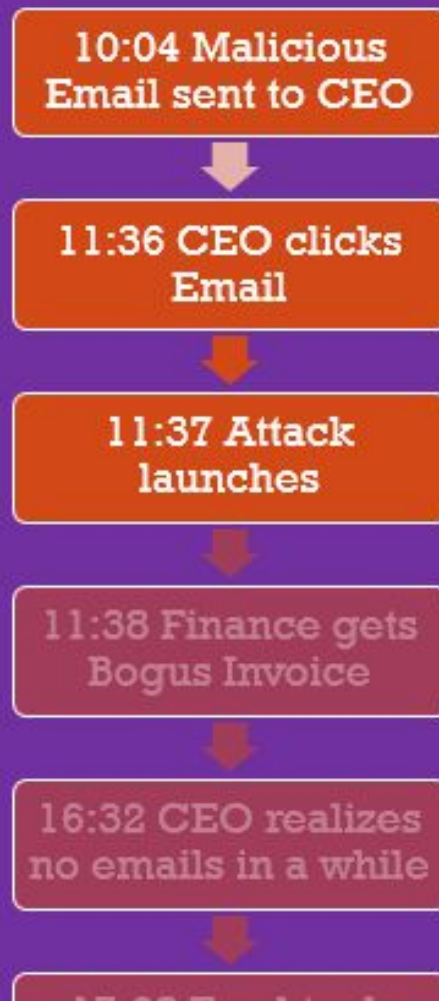 10:04 Malicious
Email sent to CEO
11:36 CEO clicks
Email
11:37 Attack
launches
11:38 Finance gets
Bogus Invoice
16:32 CEO realizes
no emails in a while